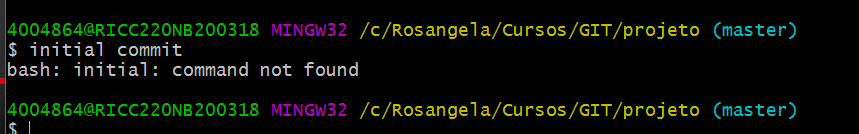 4004864@RICC220NB200318 MINGW32 /c/Rosangela/Cursos/GIT/projeto (master)
$ initial commit
bash: initial: command not found
4004864@RICC220NB200318 MINGW32 /c/Rosangela/Cursos/GIT/projeto (master)
$